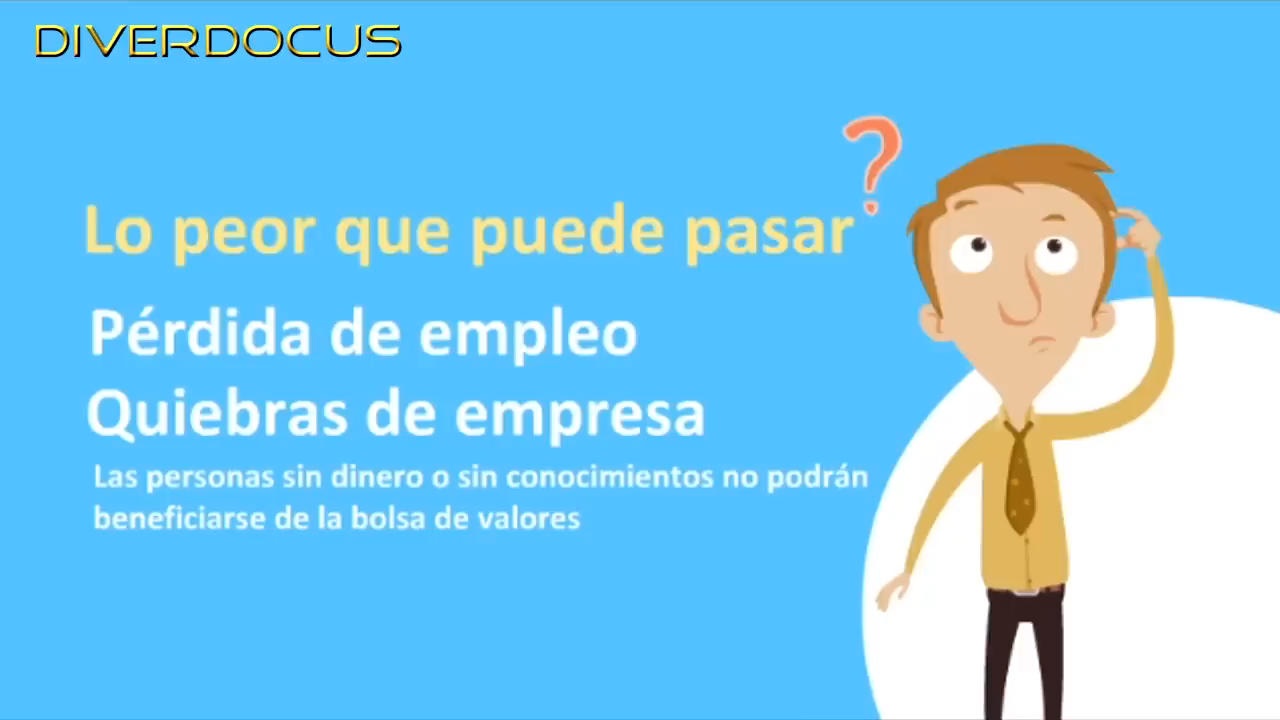 DIVERDOCUS
?
Lo peor que puede pasar
Pérdida de empleo
Quiebras de empresa
Las personas sin dinero o sin conocimientos no podrán
beneficiarse de la bolsa de valores